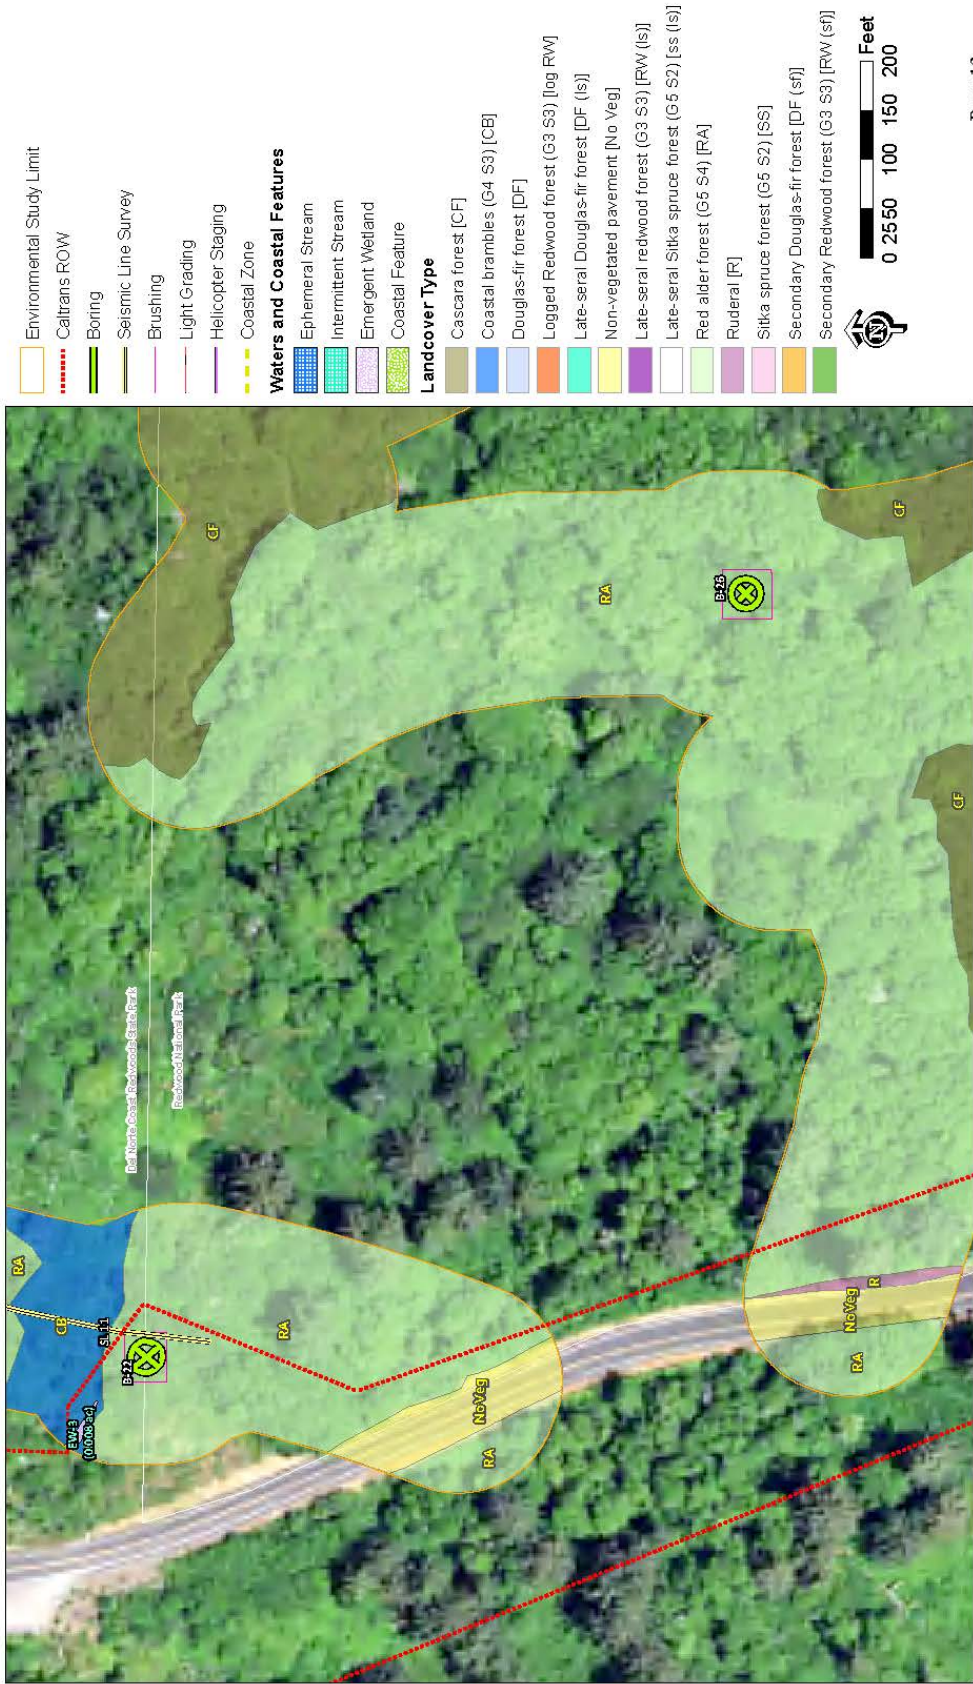 Environmental Study Limit
Caltrans ROW
Boring
Seismic Line Survey
Brushing
Light Grading
Helicopter Staging
Coastal Zone
Waters and Coastal Features
Ephemeral Stream
Intermittent Stream
Emergent Wetland
Coastal Feature
Landcover Type
Cascara forest [CF]
Coastal brambles (G4 S3) [CB]
Douglas-fir forest [DF]
Logged Redwood forest (G3 S3) [log RW]
Late-seral Douglas-fir forest [DF (ls)]
Non-vegetated pavement [No Veg]
Late-seral redwood forest (G3 S3) [RW (ls)]
Late-seral Sitka spruce forest (G5 S2) [ss (ls)]
Red alder forest (G5 S4) [RA]
Ruderal [R]
Sitka spruce forest (G5 S2) [SS]
Secondary Douglas-fir forest [DF (sf)]
Secondary Redwood forest (G3 S3) [RW (sf)]
N
Feet
0 25 50 100 150 200
RA
CB
SL-11
B-22
EW-3
(0.008 ac)
RA
No Veg
RA
Del Norte Coast Redwoods State Park
Redwood National Park
CF
RA
B-26
CF
CF
R
No Veg
RA